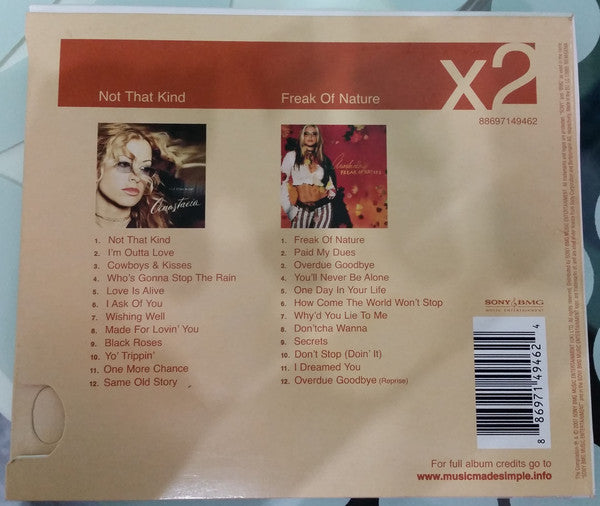 Not That Kind
Freak Of Nature
x2
88697149462
Anastacia
FREAK OF NATURE
1. Not That Kind
2. I'm Outta Love
3. Cowboys & Kisses
4. Who's Gonna Stop The Rain
5. Love Is Alive
6. I Ask Of You
7. Wishing Well
8. Made For Lovin' You
9. Black Roses
10. Yo' Trippin'
11. One More Chance
12. Same Old Story
1. Freak Of Nature
2. Paid My Dues
3. Overdue Goodbye
4. You'll Never Be Alone
5. One Day In Your Life
6. How Come The World Won't Stop
7. Why'd You Lie To Me
8. Don'tcha Wanna
9. Secrets
10. Don't Stop (Doin' It)
11. I Dreamed You
12. Overdue Goodbye (Reprise)
SONY BMG
MUSIC ENTERTAINMENT
8 86971 49462 4
For full album credits go to
www.musicmadesimple.info